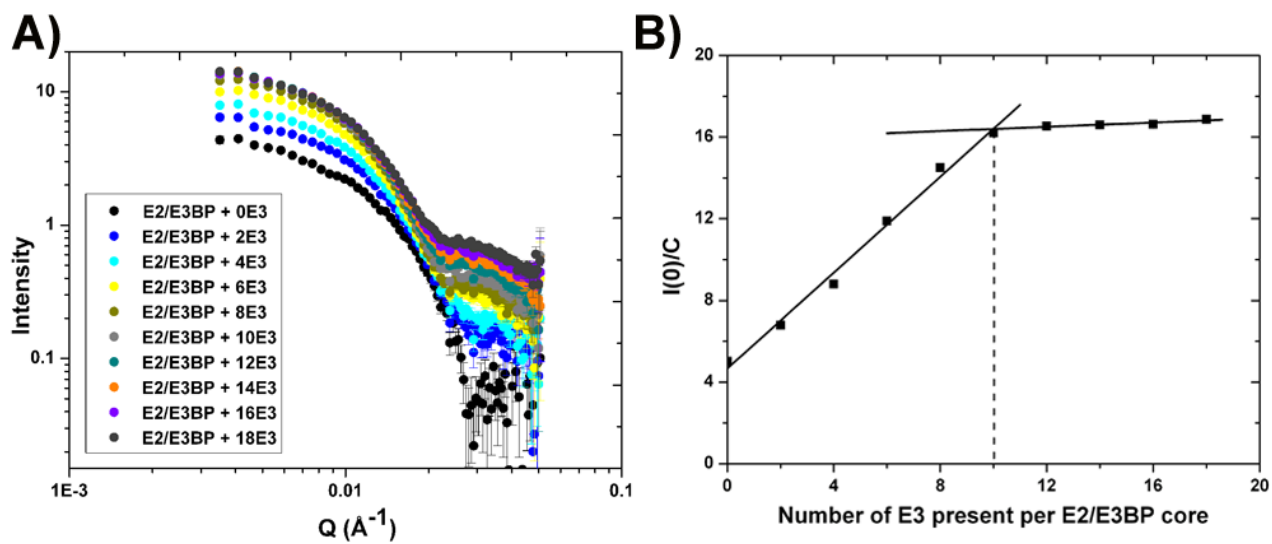 A)
10
1
0.1
Intensity
E2/E3BP + 0E3
E2/E3BP + 2E3
E2/E3BP + 4E3
E2/E3BP + 6E3
E2/E3BP + 8E3
E2/E3BP + 10E3
E2/E3BP + 12E3
E2/E3BP + 14E3
E2/E3BP + 16E3
E2/E3BP + 18E3
1E-3 0.01 0.1
Q (Å⁻¹)
B)
20
16
12
8
4
0
I(0)/C
0 4 8 12 16 20
Number of E3 present per E2/E3BP core